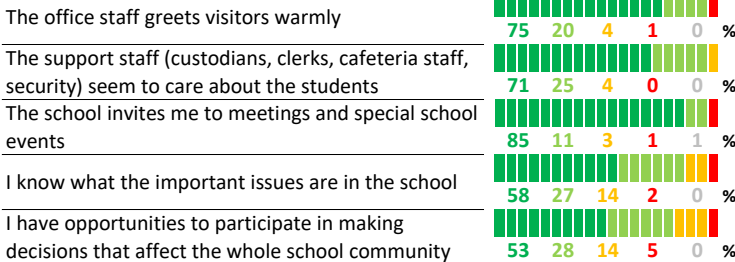 The office staff greets visitors warmly
75 20 4 1 0 %
The support staff (custodians, clerks, cafeteria staff,
security) seem to care about the students
71 25 4 0 0 %
The school invites me to meetings and special school
events
85 11 3 1 1 %
I know what the important issues are in the school
58 27 14 2 0 %
I have opportunities to participate in making
decisions that affect the whole school community
53 28 14 5 0 %